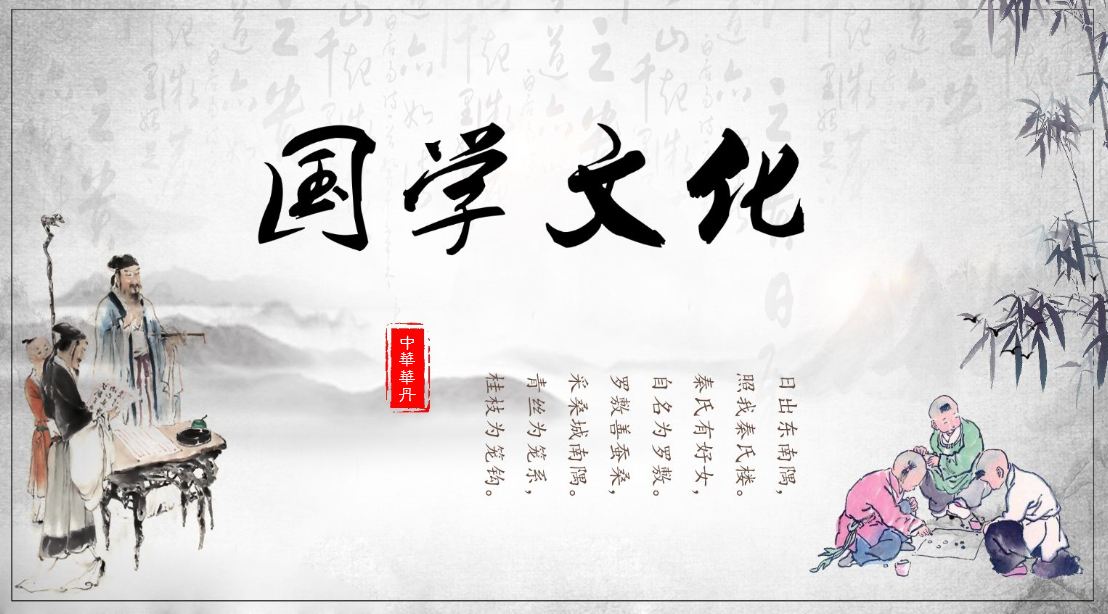 国学文化
日出东南隅，
照我秦氏楼。
秦氏有好女，
自名为罗敷。
罗敷善蚕桑，
采桑城南隅。
青丝为笼系，
桂枝为笼钩。
中華華丹